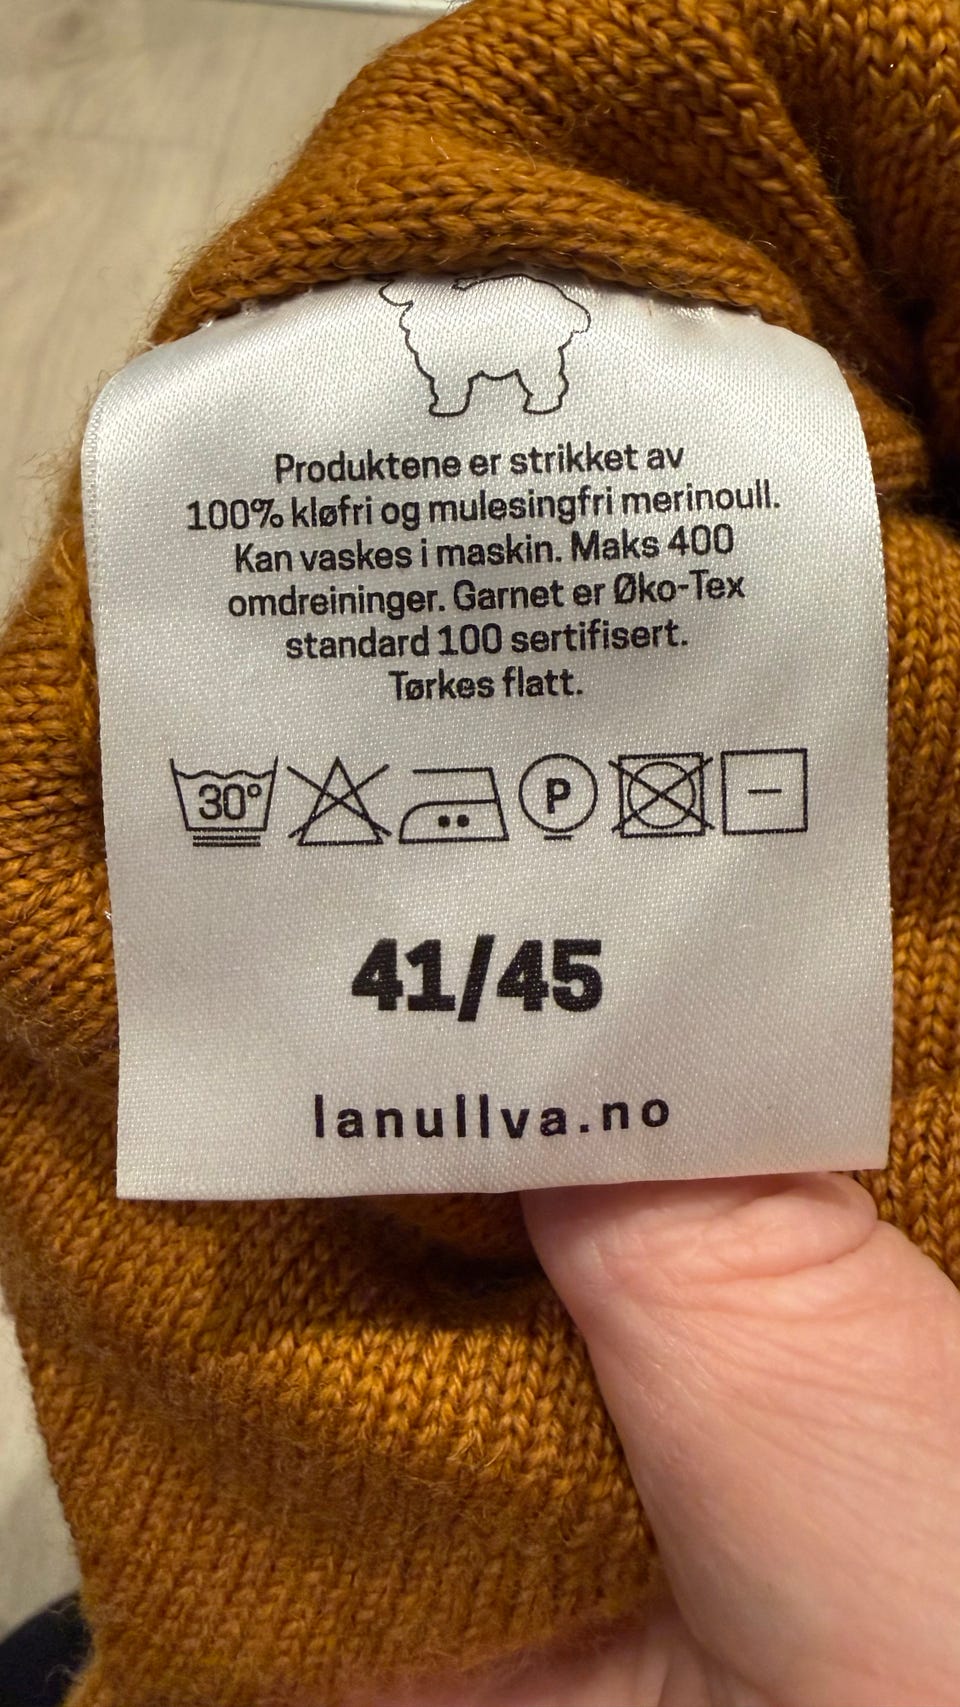 Produktene er strikket av
100% kløfri og mulesingfri merinoull.
Kan vaskes i maskin. Maks 400
omdreininger. Garnet er Øko-Tex
standard 100 sertifisert.
Tørkes flatt.
30° P
41/45
lanullva.no